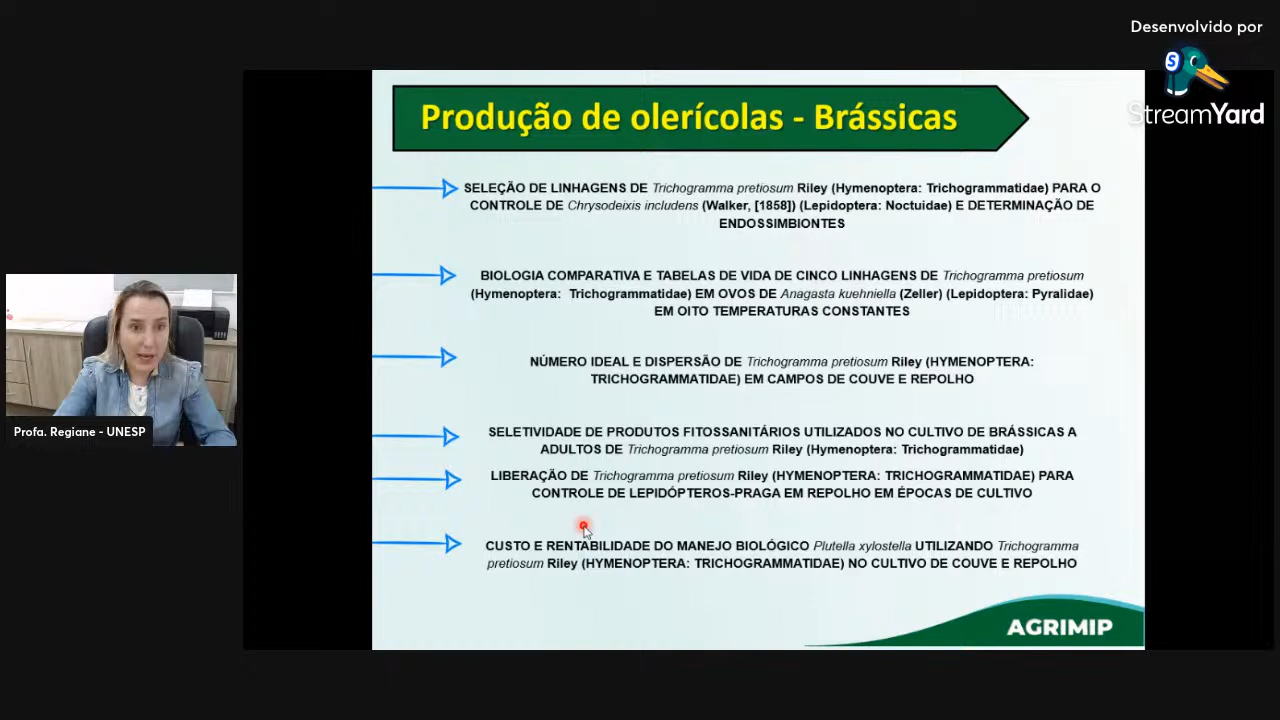 Desenvolvido por
S
StreamYard
Produção de olerícolas - Brássicas
SELEÇÃO DE LINHAGENS DE Trichogramma pretiosum Riley (Hymenoptera: Trichogrammatidae) PARA O
CONTROLE DE Chrysodeixis includens (Walker, [1858]) (Lepidoptera: Noctuidae) E DETERMINAÇÃO DE
ENDOSSIMBIONTES
BIOLOGIA COMPARATIVA E TABELAS DE VIDA DE CINCO LINHAGENS DE Trichogramma pretiosum
(Hymenoptera: Trichogrammatidae) EM OVOS DE Anagasta kuehniella (Zeller) (Lepidoptera: Pyralidae)
EM OITO TEMPERATURAS CONSTANTES
NÚMERO IDEAL E DISPERSÃO DE Trichogramma pretiosum Riley (HYMENOPTERA:
TRICHOGRAMMATIDAE) EM CAMPOS DE COUVE E REPOLHO
SELETIVIDADE DE PRODUTOS FITOSSANITÁRIOS UTILIZADOS NO CULTIVO DE BRÁSSICAS A
ADULTOS DE Trichogramma pretiosum Riley (Hymenoptera: Trichogrammatidae)
LIBERAÇÃO DE Trichogramma pretiosum Riley (HYMENOPTERA: TRICHOGRAMMATIDAE) PARA
CONTROLE DE LEPIDÓPTEROS-PRAGA EM REPOLHO EM ÉPOCAS DE CULTIVO
CUSTO E RENTABILIDADE DO MANEJO BIOLÓGICO Plutella xylostella UTILIZANDO Trichogramma
pretiosum Riley (HYMENOPTERA: TRICHOGRAMMATIDAE) NO CULTIVO DE COUVE E REPOLHO
AGRIMIP
Profa. Regiane - UNESP